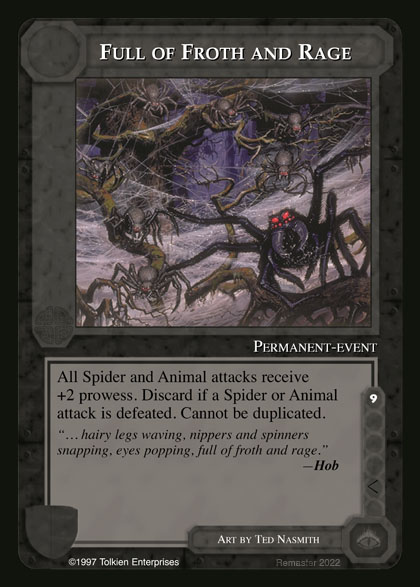 Full of Froth and Rage
Permanent-event
All Spider and Animal attacks receive
+2 prowess. Discard if a Spider or Animal
attack is defeated. Cannot be duplicated.
9
“… hairy legs waving, nippers and spinners
snapping, eyes popping, full of froth and rage.”
—Hob
Art by Ted Nasmith
©1997 Tolkien Enterprises
Remaster 2022